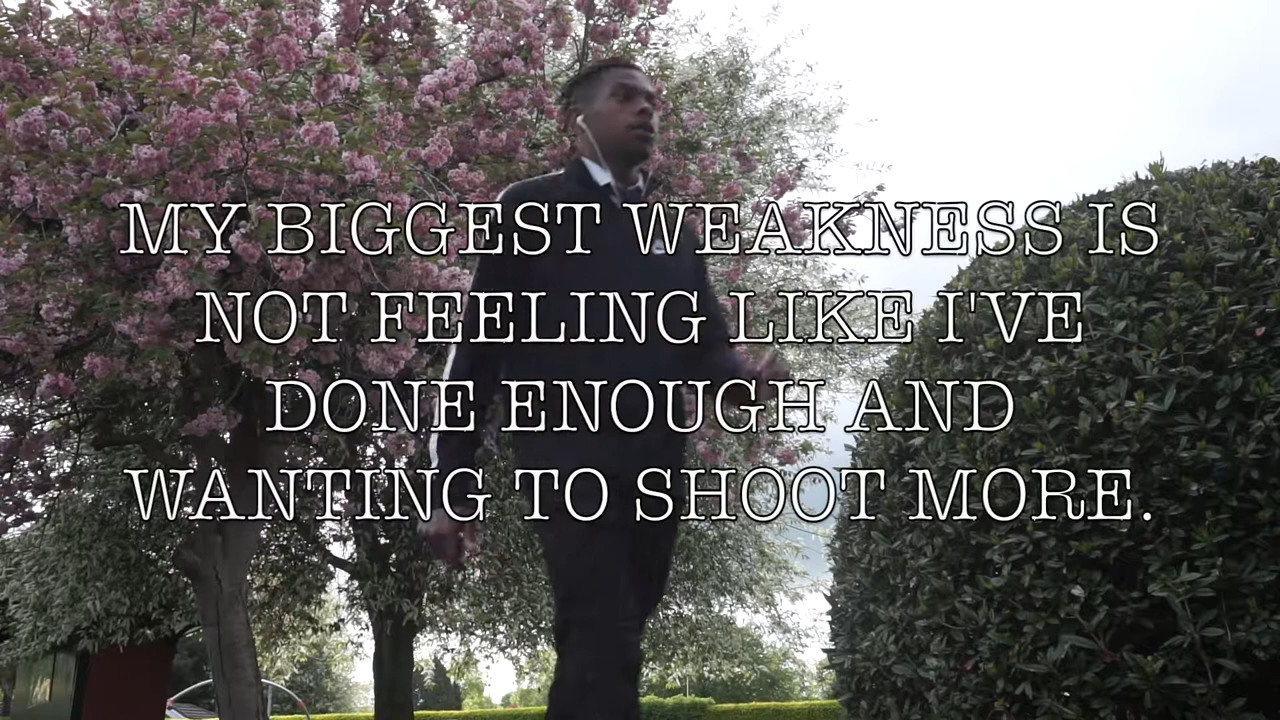 MY BIGGEST WEAKNESS IS
NOT FEELING LIKE I'VE
DONE ENOUGH AND
WANTING TO SHOOT MORE.